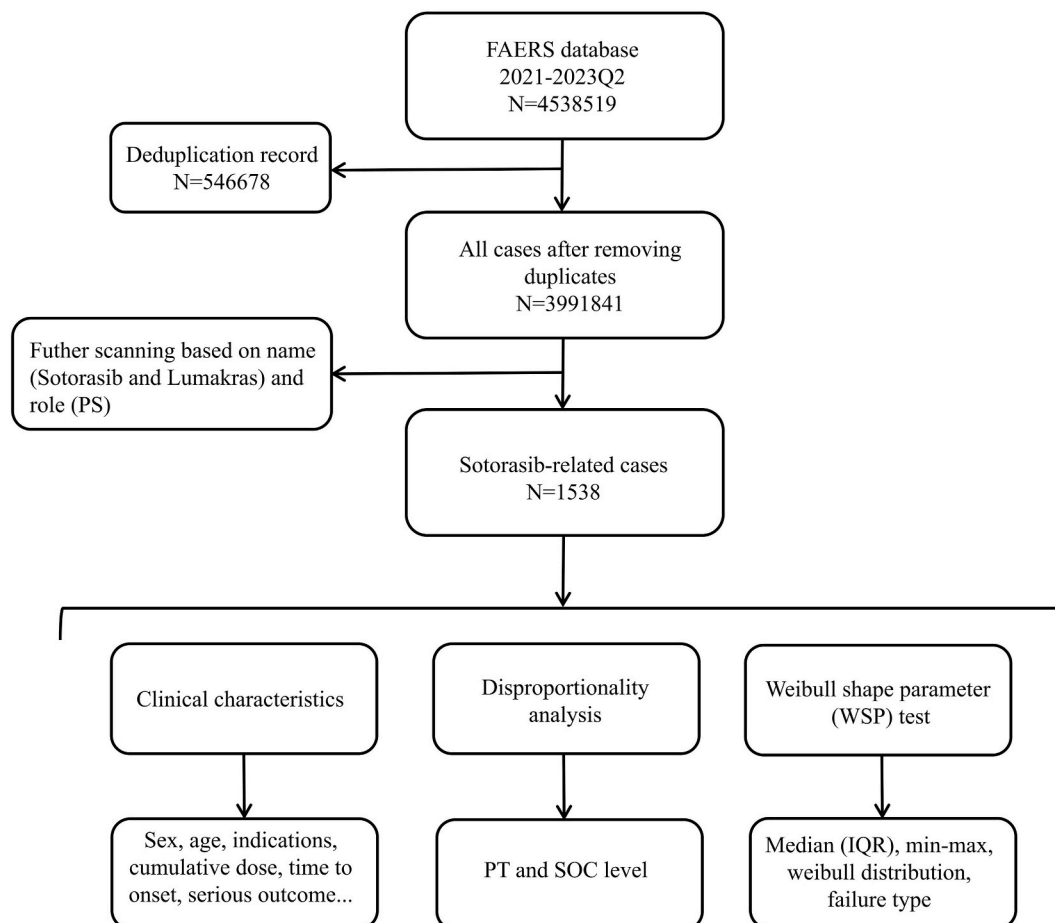 FAERS database
2021-2023Q2
N=4538519
Deduplication record
N=546678
All cases after removing
duplicates
N=3991841
Futher scanning based on name
(Sotorasib and Lumakras) and
role (PS)
Sotorasib-related cases
N=1538
Clinical characteristics
Disproportionality
analysis
Weibull shape parameter
(WSP) test
Sex, age, indications,
cumulative dose, time to
onset, serious outcome...
PT and SOC level
Median (IQR), min-max,
weibull distribution,
failure type